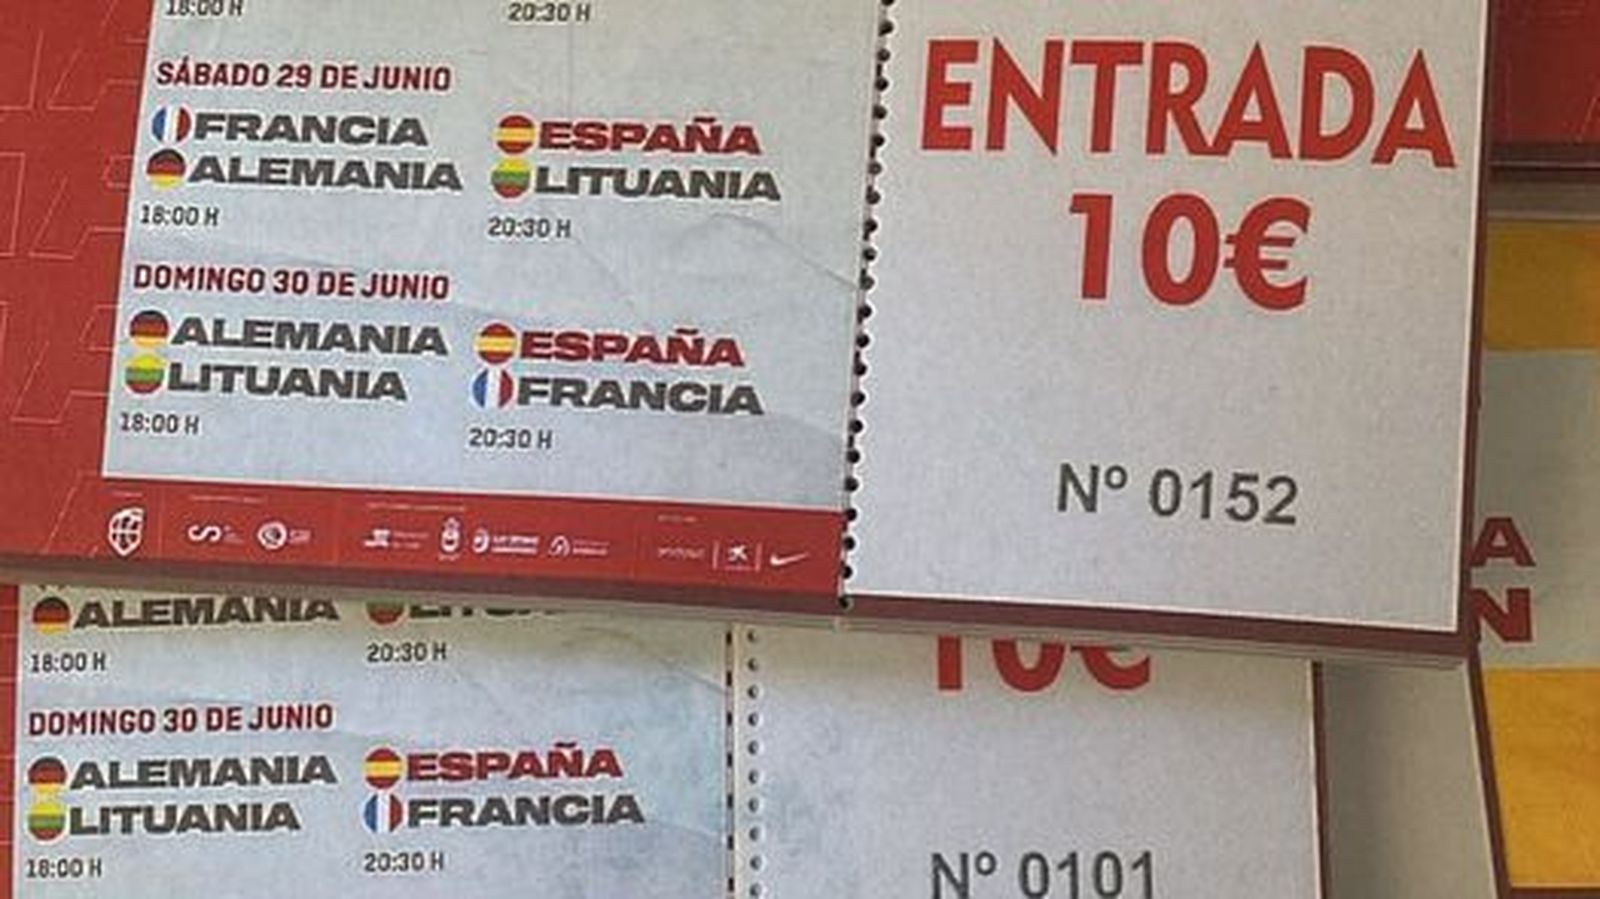 18:00 H
20:30 H
SÁBADO 29 DE JUNIO
FRANCIA
ALEMANIA
18:00 H
ESPAÑA
LITUANIA
20:30 H
DOMINGO 30 DE JUNIO
ALEMANIA
LITUANIA
18:00 H
ESPAÑA
FRANCIA
20:30 H
ENTRADA
10€
Nº 0152
ALEMANIA
18:00 H
20:30 H
DOMINGO 30 DE JUNIO
ALEMANIA
LITUANIA
18:00 H
ESPAÑA
FRANCIA
20:30 H
10€
Nº 0101
A
N